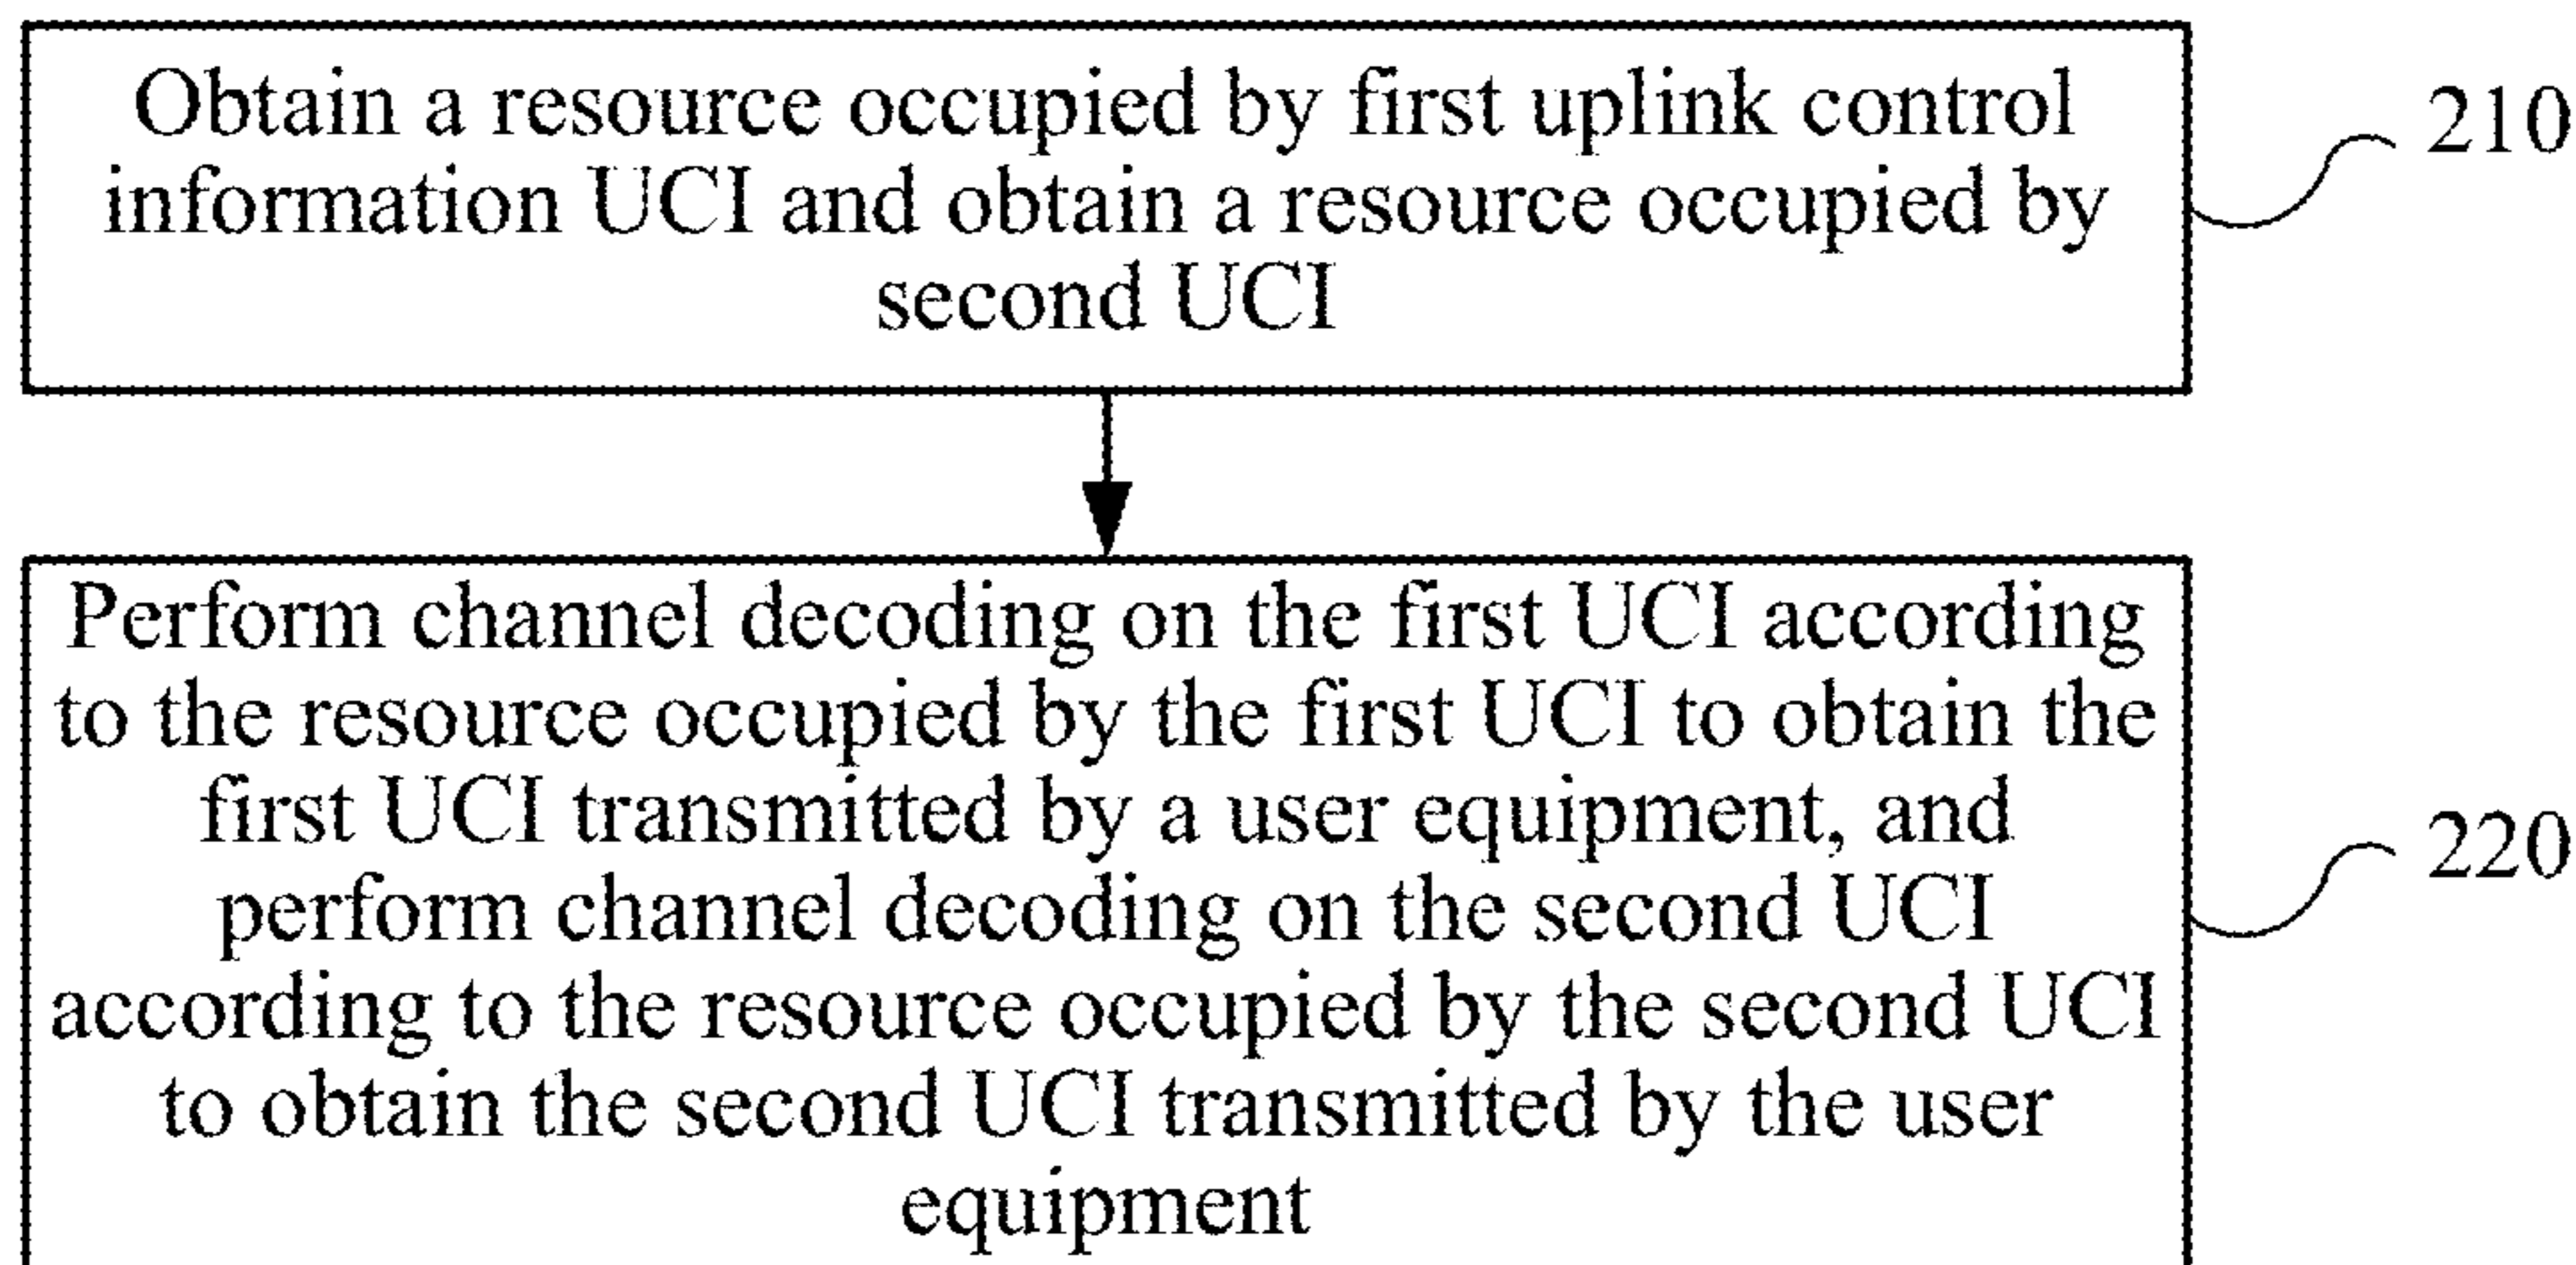 Obtain a resource occupied by first uplink control
information UCI and obtain a resource occupied by
second UCI
210
Perform channel decoding on the first UCI according
to the resource occupied by the first UCI to obtain the
first UCI transmitted by a user equipment, and
perform channel decoding on the second UCI
according to the resource occupied by the second UCI
to obtain the second UCI transmitted by the user
equipment
220